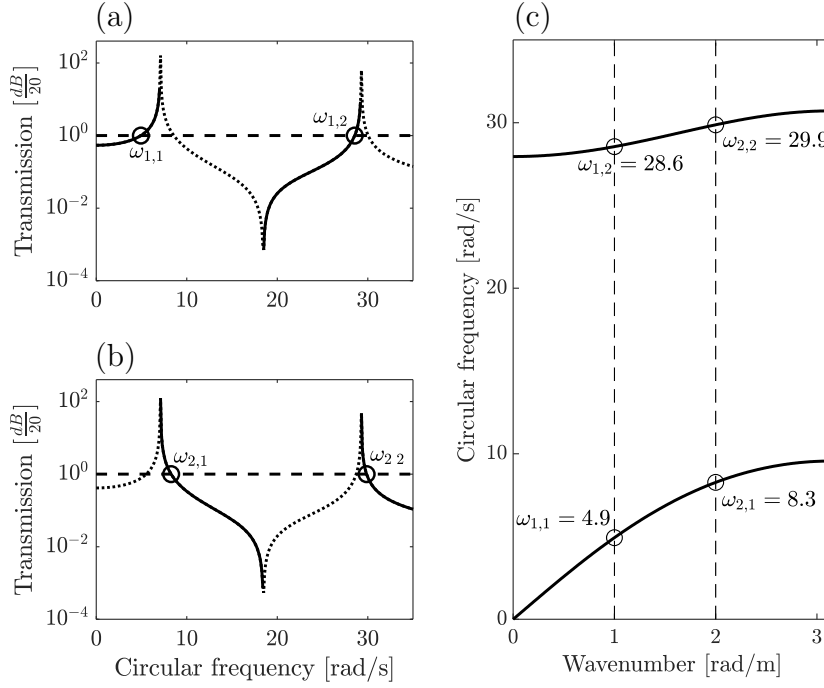 (a)
Transmission [dB/20]
10^2
10^0
10^-2
10^-4
0 10 20 30
ω1,1
ω1,2
(b)
Transmission [dB/20]
10^2
10^0
10^-2
10^-4
0 10 20 30
ω2,1
ω2 2
Circular frequency [rad/s]
(c)
Circular frequency [rad/s]
30
20
10
0
ω1,2 = 28.6
ω2,2 = 29.9
ω1,1 = 4.9
ω2,1 = 8.3
0 1 2 3
Wavenumber [rad/m]